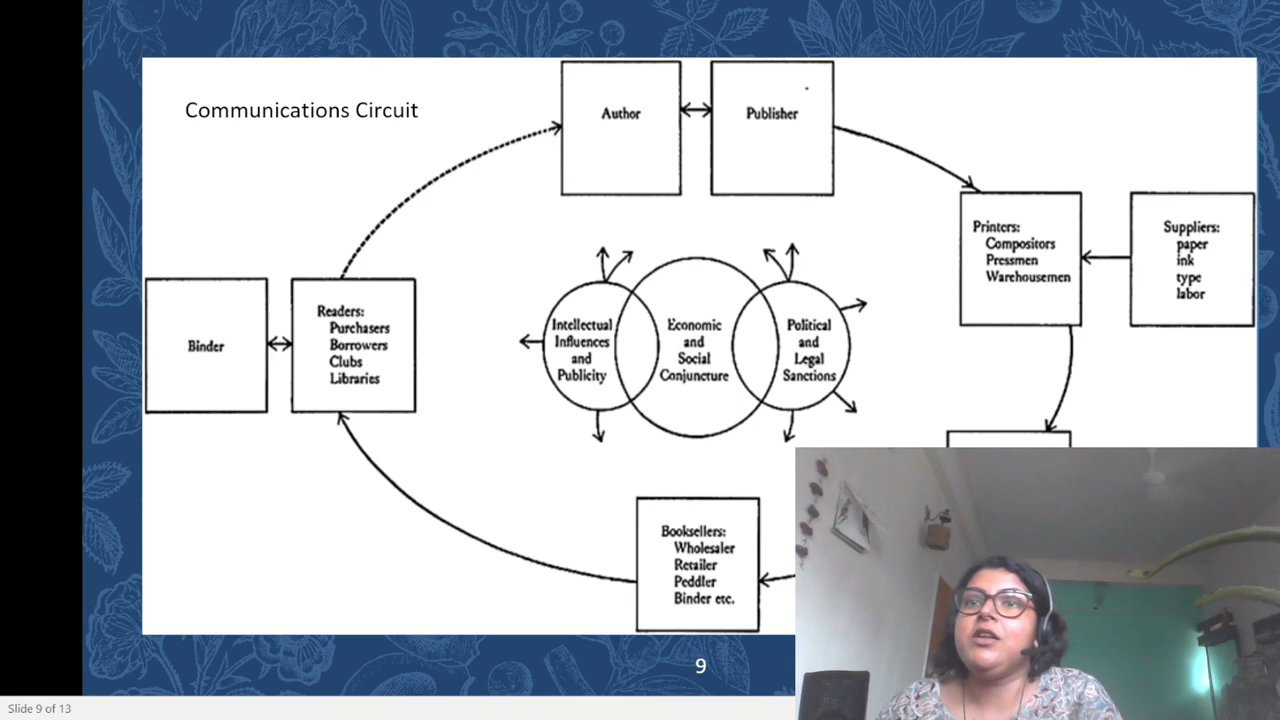 Communications Circuit
Author
Publisher
Printers:
Compositors
Pressmen
Warehousemen
Suppliers:
paper
ink
type
labor
Binder
Readers:
Purchasers
Borrowers
Clubs
Libraries
Intellectual
Influences
and
Publicity
Economic
and
Social
Conjuncture
Political
and
Legal
Sanctions
Booksellers:
Wholesaler
Retailer
Peddler
Binder etc.
9
Slide 9 of 13